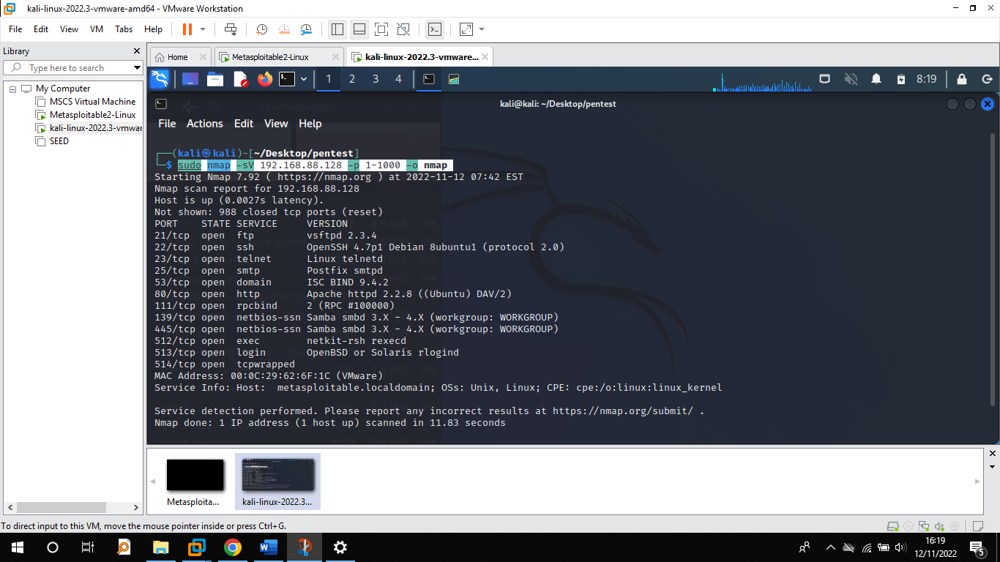 kali-linux-2022.3-vmware-amd64 - VMware Workstation
File Edit View VM Tabs Help
Library
Type here to search
My Computer
MSCS Virtual Machine
Metasploitable2-Linux
kali-linux-2022.3-vmwar
SEED
Home Metasploitable2-Linux kali-linux-2022.3-vmware...
1 2 3 4 8:19
Task Manager
kali@kali: ~/Desktop/pentest
File Actions Edit View Help
┌──(kali㉿kali)-[~/Desktop/pentest]
└─$ sudo nmap -sV 192.168.88.128 -p 1-1000 -o nmap
Starting Nmap 7.92 ( https://nmap.org ) at 2022-11-12 07:42 EST
Nmap scan report for 192.168.88.128
Host is up (0.0027s latency).
Not shown: 988 closed tcp ports (reset)
PORT STATE SERVICE VERSION
21/tcp open ftp vsftpd 2.3.4
22/tcp open ssh OpenSSH 4.7p1 Debian 8ubuntu1 (protocol 2.0)
23/tcp open telnet Linux telnetd
25/tcp open smtp Postfix smtpd
53/tcp open domain ISC BIND 9.4.2
80/tcp open http Apache httpd 2.2.8 ((Ubuntu) DAV/2)
111/tcp open rpcbind 2 (RPC #100000)
139/tcp open netbios-ssn Samba smbd 3.X - 4.X (workgroup: WORKGROUP)
445/tcp open netbios-ssn Samba smbd 3.X - 4.X (workgroup: WORKGROUP)
512/tcp open exec netkit-rsh rexecd
513/tcp open login OpenBSD or Solaris rlogind
514/tcp open tcpwrapped
MAC Address: 00:0C:29:62:6F:1C (VMware)
Service Info: Host: metasploitable.localdomain; OSs: Unix, Linux; CPE: cpe:/o:linux:linux_kernel
Service detection performed. Please report any incorrect results at https://nmap.org/submit/ .
Nmap done: 1 IP address (1 host up) scanned in 11.83 seconds
Metasploita... kali-linux-2022.3...
To direct input to this VM, move the mouse pointer inside or press Ctrl+G.
16:19
12/11/2022
5